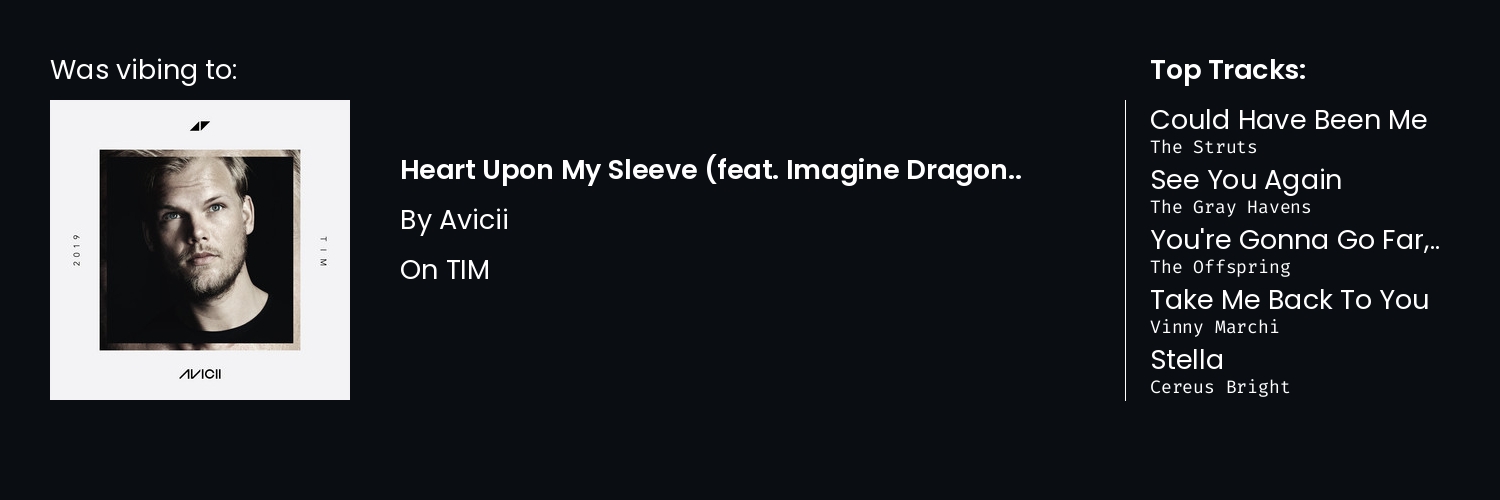 Was vibing to:
2019
TIM
AVICII
Heart Upon My Sleeve (feat. Imagine Dragon..
By Avicii
On TIM
Top Tracks:
Could Have Been Me
The Struts
See You Again
The Gray Havens
You're Gonna Go Far,..
The Offspring
Take Me Back To You
Vinny Marchi
Stella
Cereus Bright